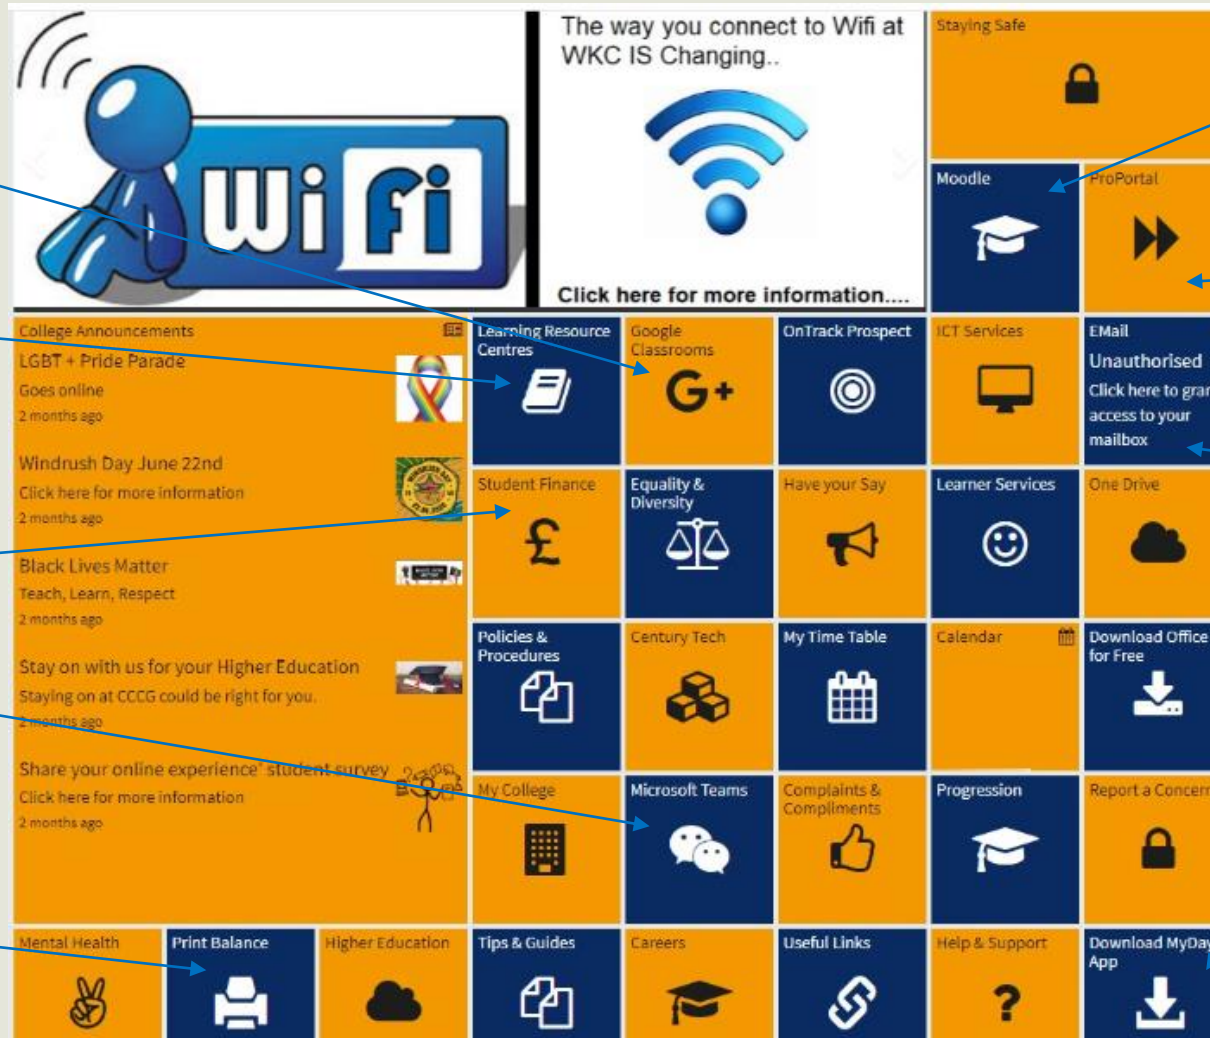 Wi Fi
The way you connect to Wifi at
WKC IS Changing..
Click here for more information....
Staying Safe
Moodle
ProPortal
College Announcements
LGBT + Pride Parade
Goes online
2 months ago
Windrush Day June 22nd
Click here for more information
2 months ago
Black Lives Matter
Teach, Learn, Respect
2 months ago
Stay on with us for your Higher Education
Staying on at CCCG could be right for you.
2 months ago
Share your online experience' student survey
Click here for more information
2 months ago
Learning Resource
Centres
Google
Classrooms
G+
OnTrack Prospect
ICT Services
EMail
Unauthorised
Click here to gran
access to your
mailbox
Student Finance
£
Equality &
Diversity
Have your Say
Learner Services
One Drive
Policies &
Procedures
Century Tech
My Time Table
Calendar
Download Office
for Free
My College
Microsoft Teams
Complaints &
Compliments
Progression
Report a Concern
Mental Health
Print Balance
Higher Education
Tips & Guides
Careers
Useful Links
Help & Support
?
Download MyDay
App